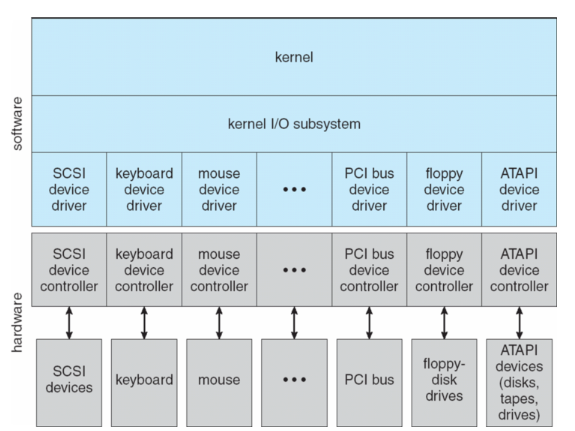 kernel
kernel I/O subsystem
software
SCSI
device
driver
keyboard
device
driver
mouse
device
driver
•••
PCI bus
device
driver
floppy
device
driver
ATAPI
device
driver
hardware
SCSI
device
controller
keyboard
device
controller
mouse
device
controller
•••
PCI bus
device
controller
floppy
device
controller
ATAPI
device
controller
SCSI
devices
keyboard
mouse
•••
PCI bus
floppy-
disk
drives
ATAPI
devices
(disks,
tapes,
drives)